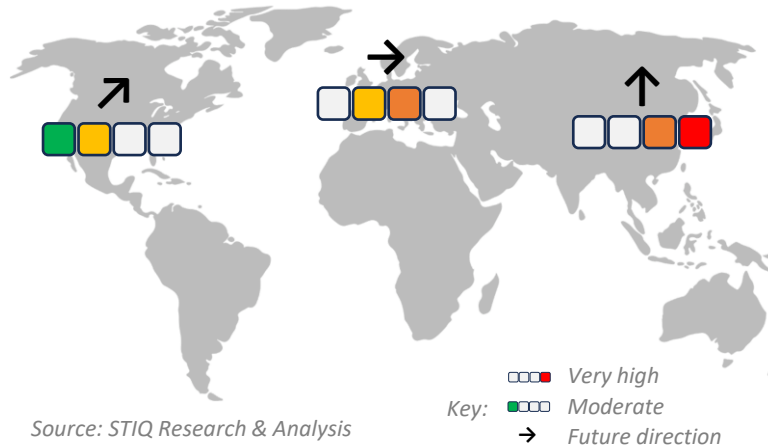 Very high
Key: Moderate
Source: STIQ Research & Analysis
Future direction